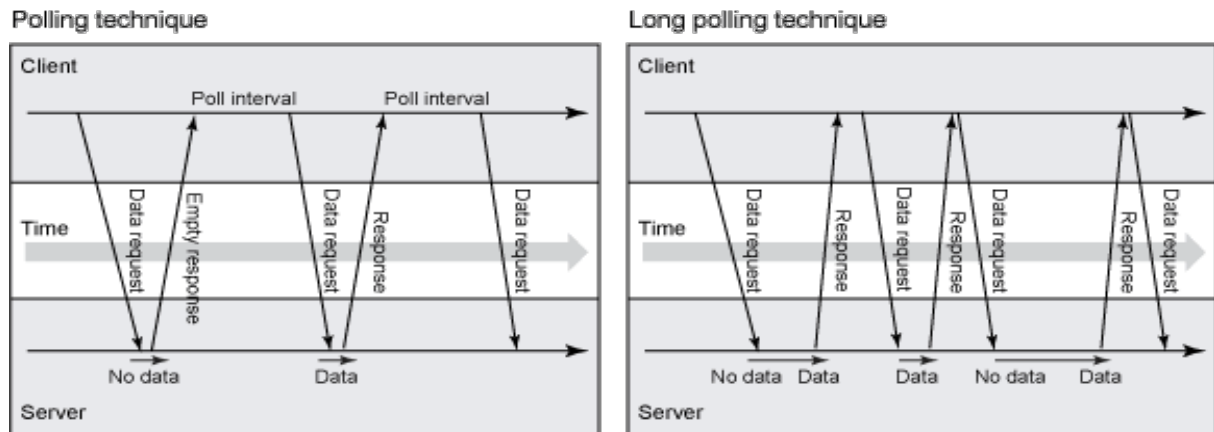 Polling technique
Client
Poll interval
Poll interval
Data request
Empty response
Data request
Response
Data request
Time
No data
Data
Server
Long polling technique
Client
Data request
Response
Data request
Response
Data request
Response
Data request
Time
No data
Data
Data
No data
Data
Server